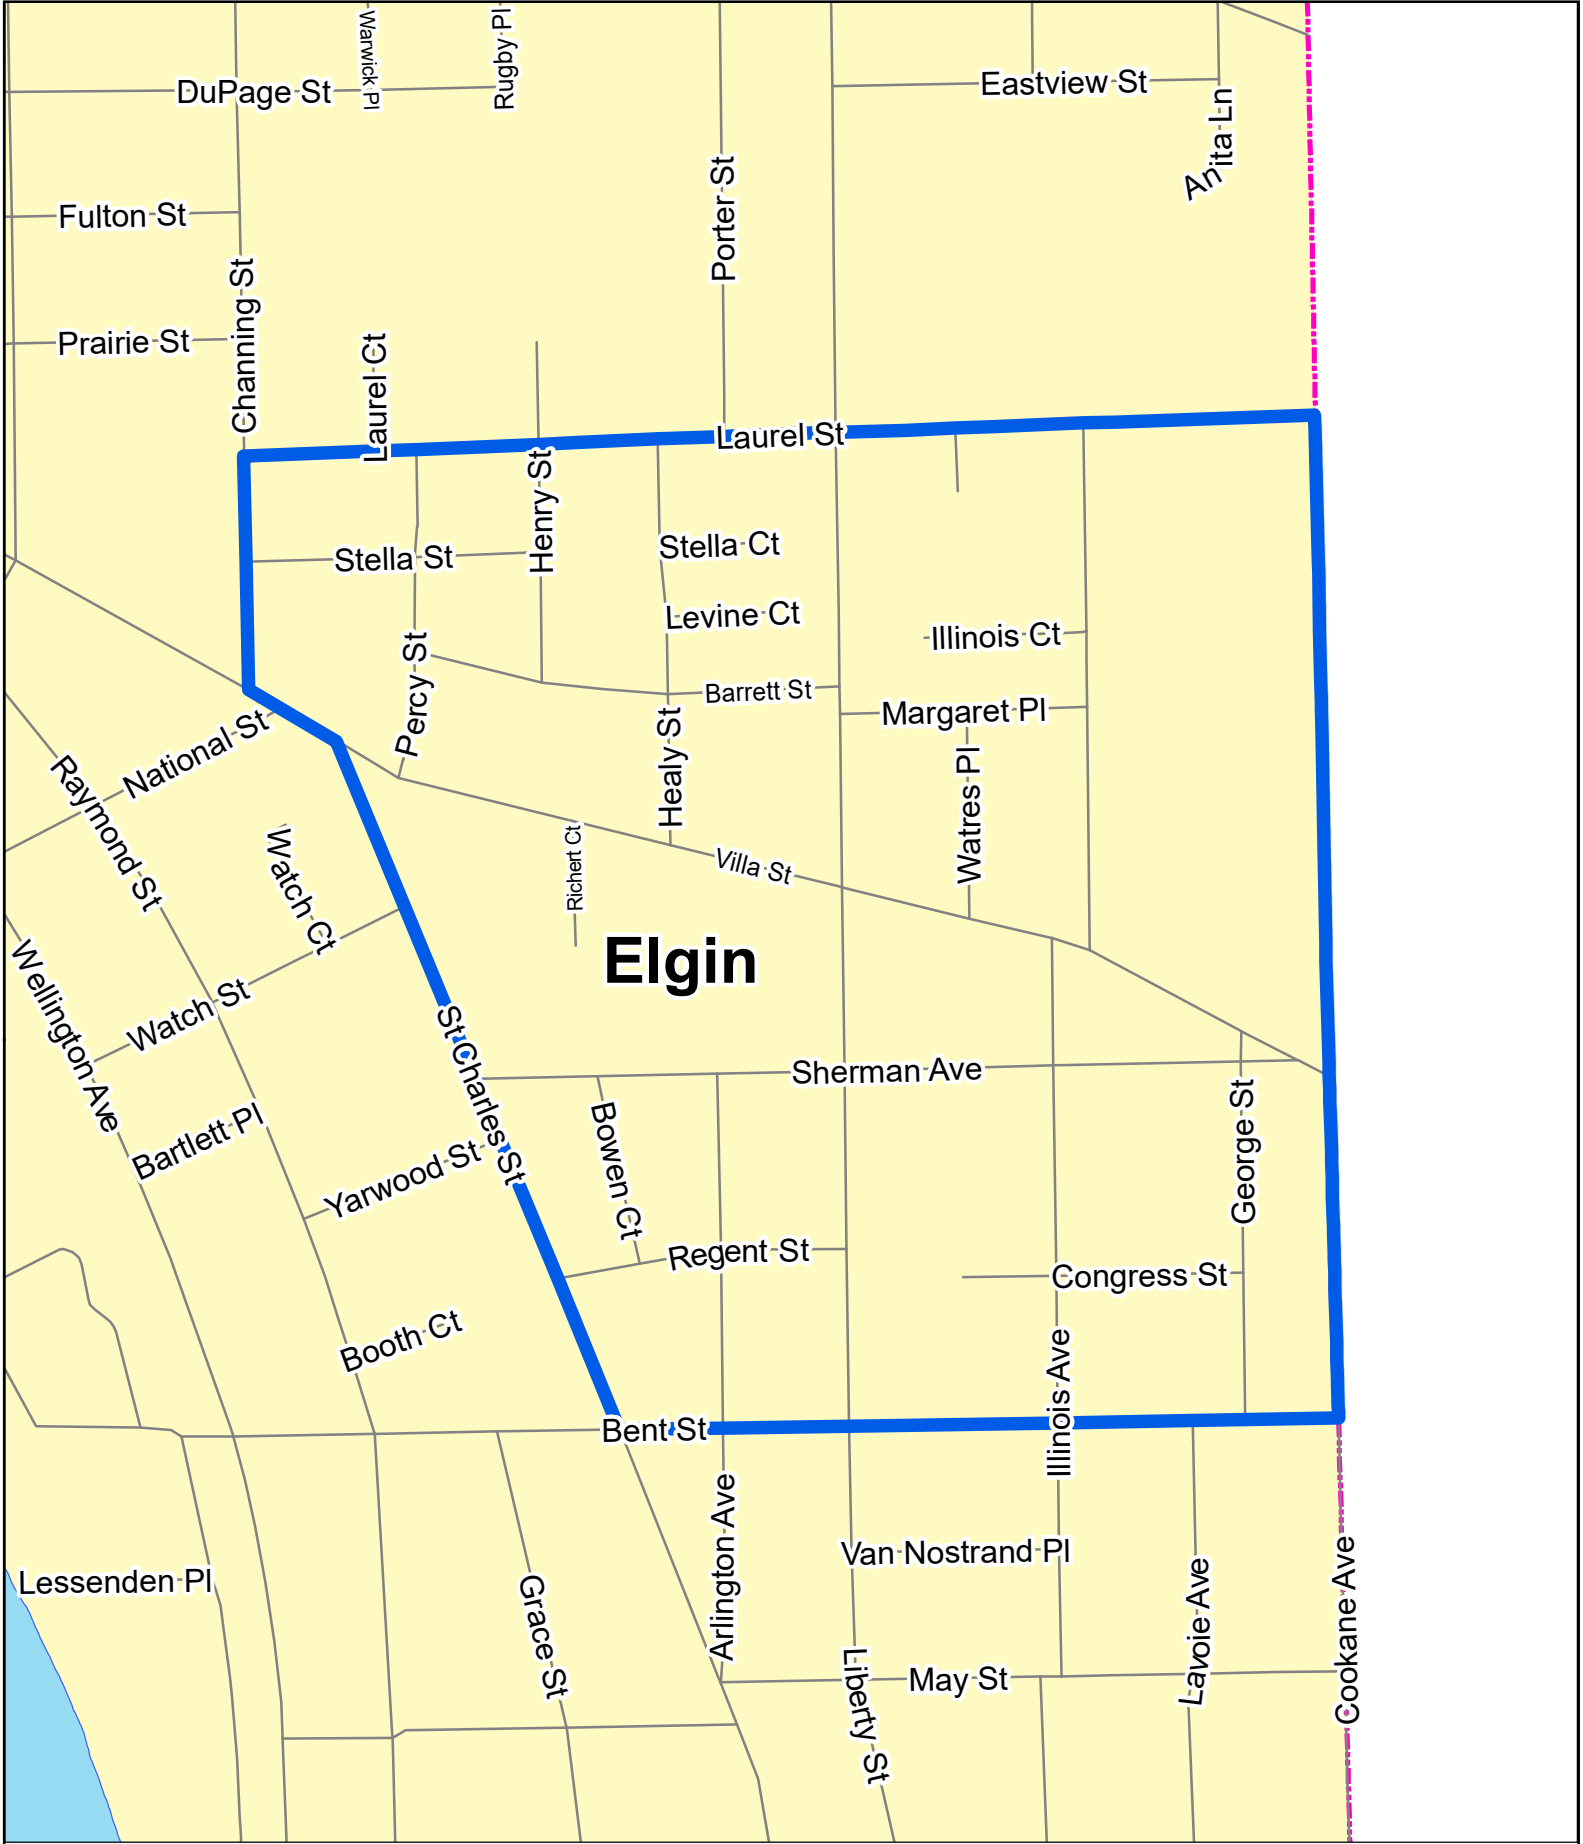 Warwick Pl
Rugby Pl
DuPage St
Eastview St
Anita Ln
Porter St
Fulton St
Channing St
Prairie St
Laurel Ct
Laurel St
Henry St
Stella St
Stella Ct
Levine Ct
Illinois Ct
Percy St
Barrett St
Margaret Pl
National St
Healy St
Raymond St
Watres Pl
Watch Ct
Richert Ct
Villa St
Elgin
Wellington Ave
Watch St
St Charles St
Sherman Ave
Bartlett Pl
Yarwood St
Bowen Ct
George St
Regent St
Congress St
Booth Ct
Illinois Ave
Bent St
Arlington Ave
Van Nostrand Pl
Lessenden Pl
Grace St
Lavoie Ave
Cookane Ave
Liberty St
May St